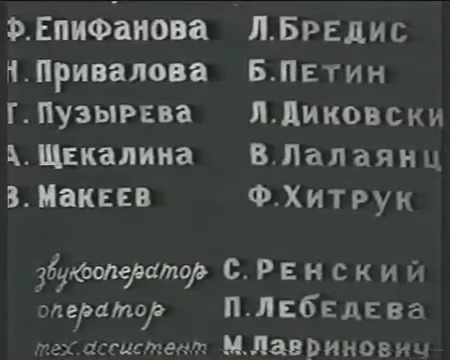 Ф. Епифанова Л. Бредис
Н. Привалова Б. Петин
Т. Пузырева Л. Диковски
А. Щекалина В. Лалаянц
В. Макеев Ф. Хитрук
звукооператор С. Ренский
оператор П. Лебедева
тех. ассистент М. Лавринович